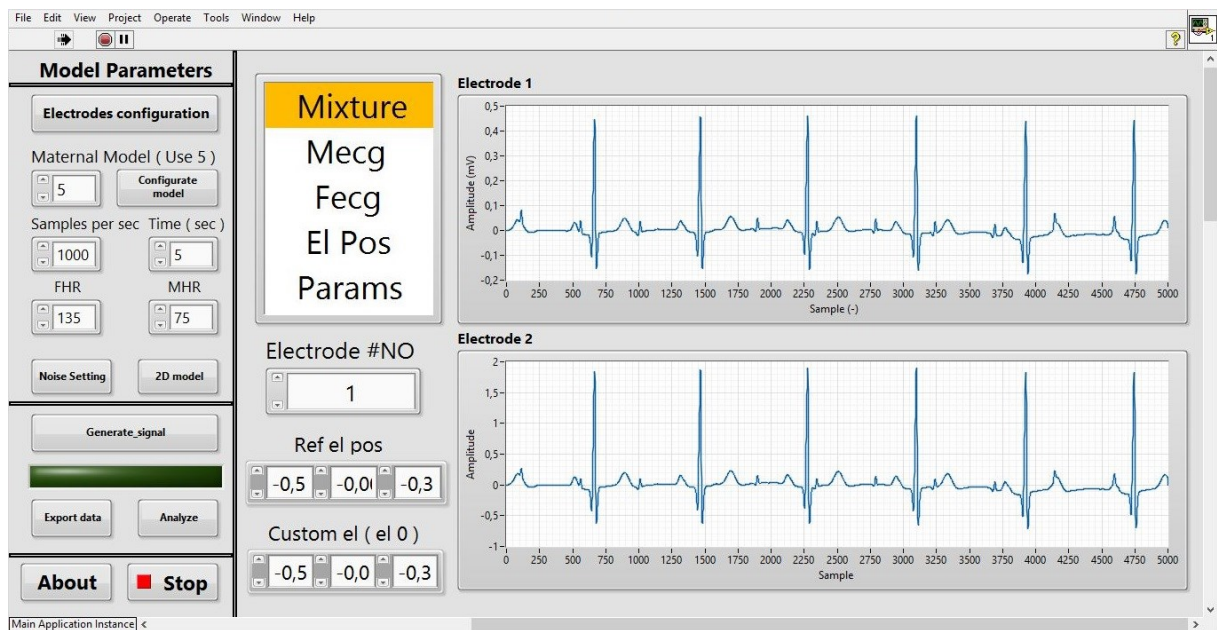 File Edit View Project Operate Tools Window Help
1
Model Parameters
Electrodes configuration
Maternal Model ( Use 5 )
5
Configurate
model
Samples per sec Time ( sec )
1000 5
FHR MHR
135 75
Noise Setting 2D model
Generate_signal
Export data Analyze
About Stop
Main Application Instance
Mixture
Mecg
Fecg
El Pos
Params
Electrode #NO
1
Ref el pos
-0,5 -0,0 -0,3
Custom el ( el 0 )
-0,5 -0,0 -0,3
Electrode 1
Amplitude (mV)
0,5
0,4
0,3
0,2
0,1
0
-0,1
-0,2
0 250 500 750 1000 1250 1500 1750 2000 2250 2500 2750 3000 3250 3500 3750 4000 4250 4500 4750 5000
Sample (-)
Electrode 2
Amplitude
2
1,5
1
0,5
0
-0,5
-1
0 250 500 750 1000 1250 1500 1750 2000 2250 2500 2750 3000 3250 3500 3750 4000 4250 4500 4750 5000
Sample